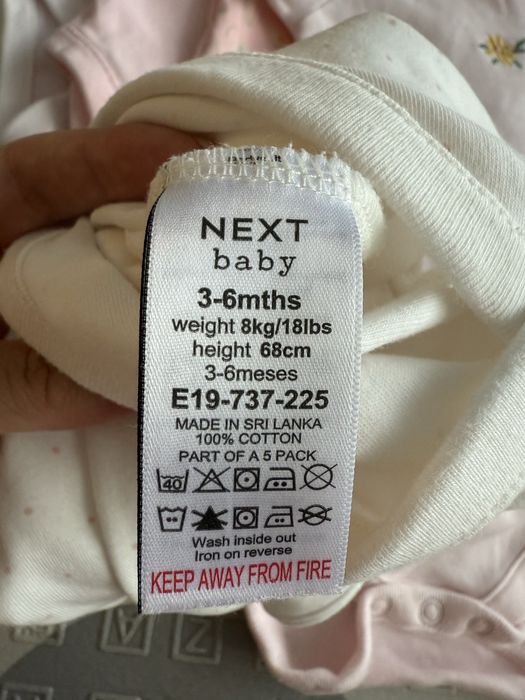 NEXT
baby
3-6mths
weight 8kg/18lbs
height 68cm
3-6meses
E19-737-225
MADE IN SRI LANKA
100% COTTON
PART OF A 5 PACK
40
Wash inside out
Iron on reverse
KEEP AWAY FROM FIRE